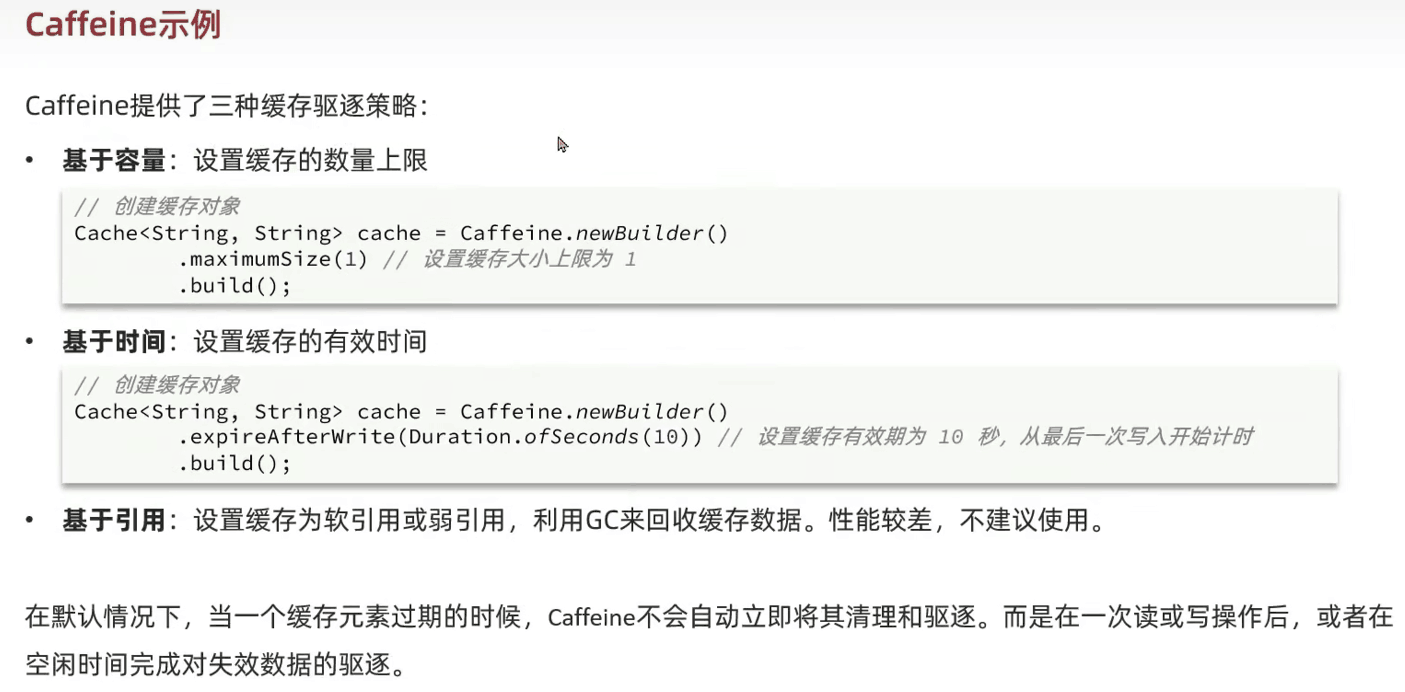 Caffeine示例
Caffeine提供了三种缓存驱逐策略：
• 基于容量：设置缓存的数量上限
// 创建缓存对象
Cache<String, String> cache = Caffeine.newBuilder()
.maximumSize(1) // 设置缓存大小上限为 1
.build();
• 基于时间：设置缓存的有效时间
// 创建缓存对象
Cache<String, String> cache = Caffeine.newBuilder()
.expireAfterWrite(Duration.ofSeconds(10)) // 设置缓存有效期为 10 秒，从最后一次写入开始计时
.build();
• 基于引用：设置缓存为软引用或弱引用，利用GC来回收缓存数据。性能较差，不建议使用。
在默认情况下，当一个缓存元素过期的时候，Caffeine不会自动立即将其清理和驱逐。而是在一次读或写操作后，或者在
空闲时间完成对失效数据的驱逐。